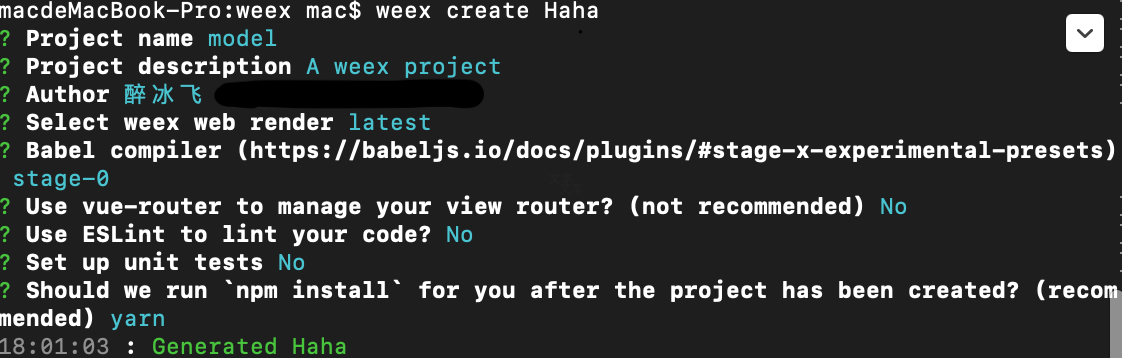 macdeMacBook-Pro:weex mac$ weex create Haha
? Project name model
? Project description A weex project
? Author 醉冰飞
? Select weex web render latest
? Babel compiler (https://babeljs.io/docs/plugins/#stage-x-experimental-presets)
stage-0
? Use vue-router to manage your view router? (not recommended) No
? Use ESLint to lint your code? No
? Set up unit tests No
? Should we run `npm install` for you after the project has been created? (recom
mended) yarn
18:01:03 : Generated Haha